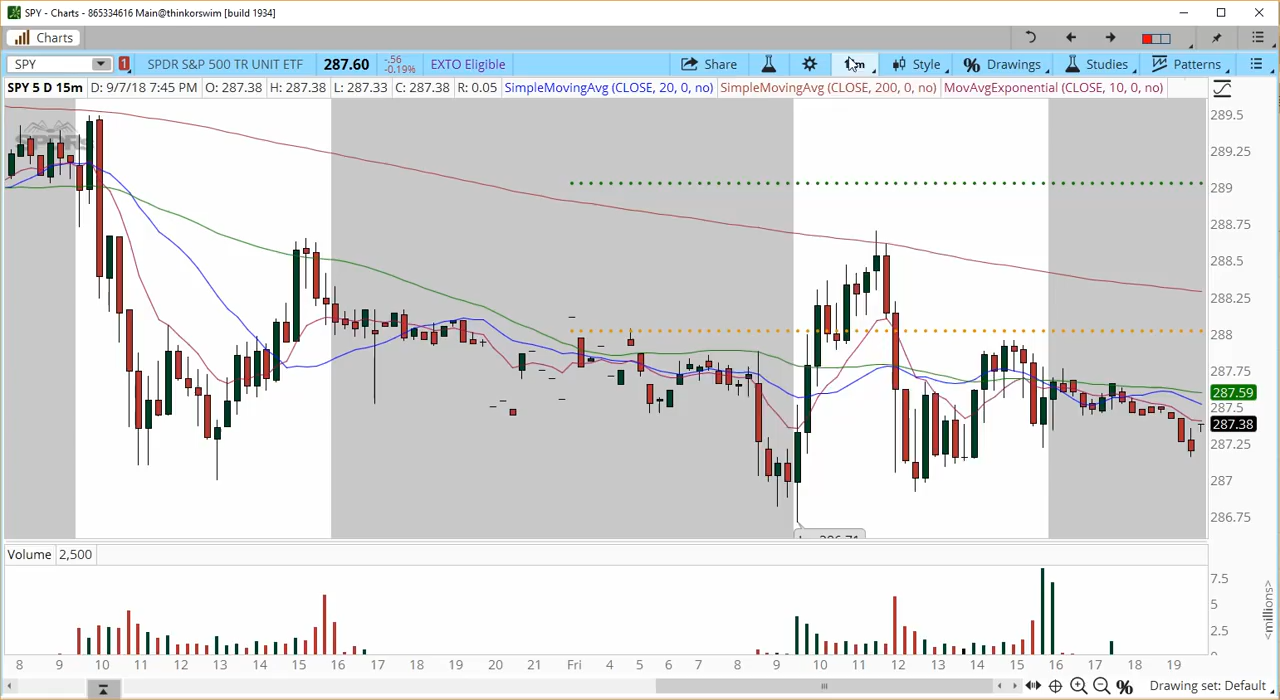 SPY - Charts - 865334616 Main@thinkorswim [build 1934]
Charts
SPY 1 SPDR S&P 500 TR UNIT ETF 287.60 -.56 -0.19% EXTO Eligible Share Style Drawings Studies Patterns
SPY 5 D 15m D: 9/7/18 7:45 PM O: 287.38 H: 287.38 L: 287.33 C: 287.38 R: 0.05 SimpleMovingAvg (CLOSE, 20, 0, no) SimpleMovingAvg (CLOSE, 200, 0, no) MovAvgExponential (CLOSE, 10, 0, no)
289.5
289.25
289
288.75
288.5
288.25
288
287.75
287.59
287.5
287.38
287.25
287
286.75
Volume 2,500
7.5
5
2.5
<millions>
8 9 10 11 12 13 14 15 16 17 18 19 20 21 Fri 4 5 6 7 8 9 10 11 12 13 14 15 16 17 18 19
Drawing set: Default